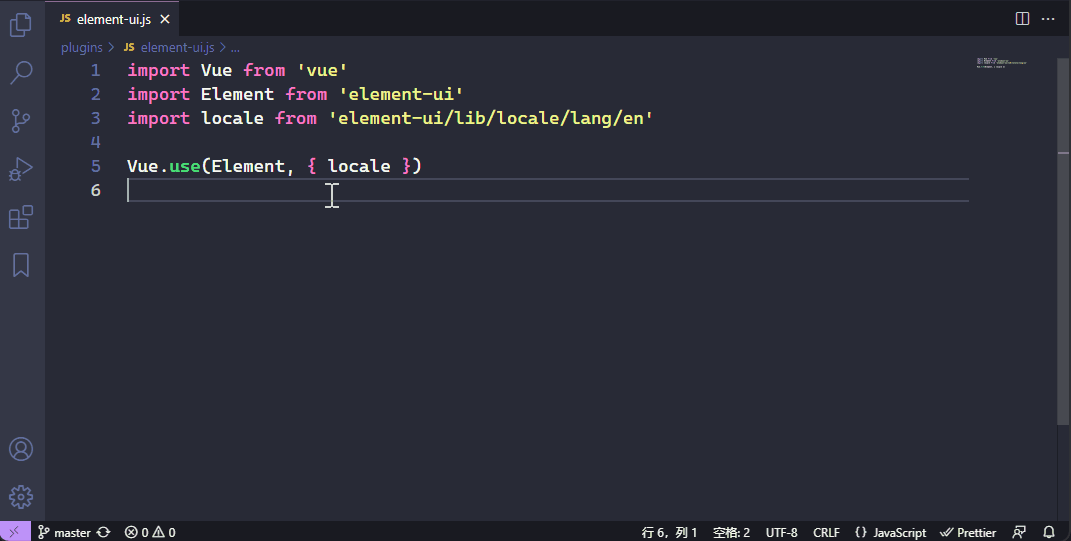 JS element-ui.js
plugins > JS element-ui.js > ...
1 import Vue from 'vue'
2 import Element from 'element-ui'
3 import locale from 'element-ui/lib/locale/lang/en'
4
5 Vue.use(Element, { locale })
6
master 0 0 行 6，列 1 空格: 2 UTF-8 CRLF {} JavaScript Prettier